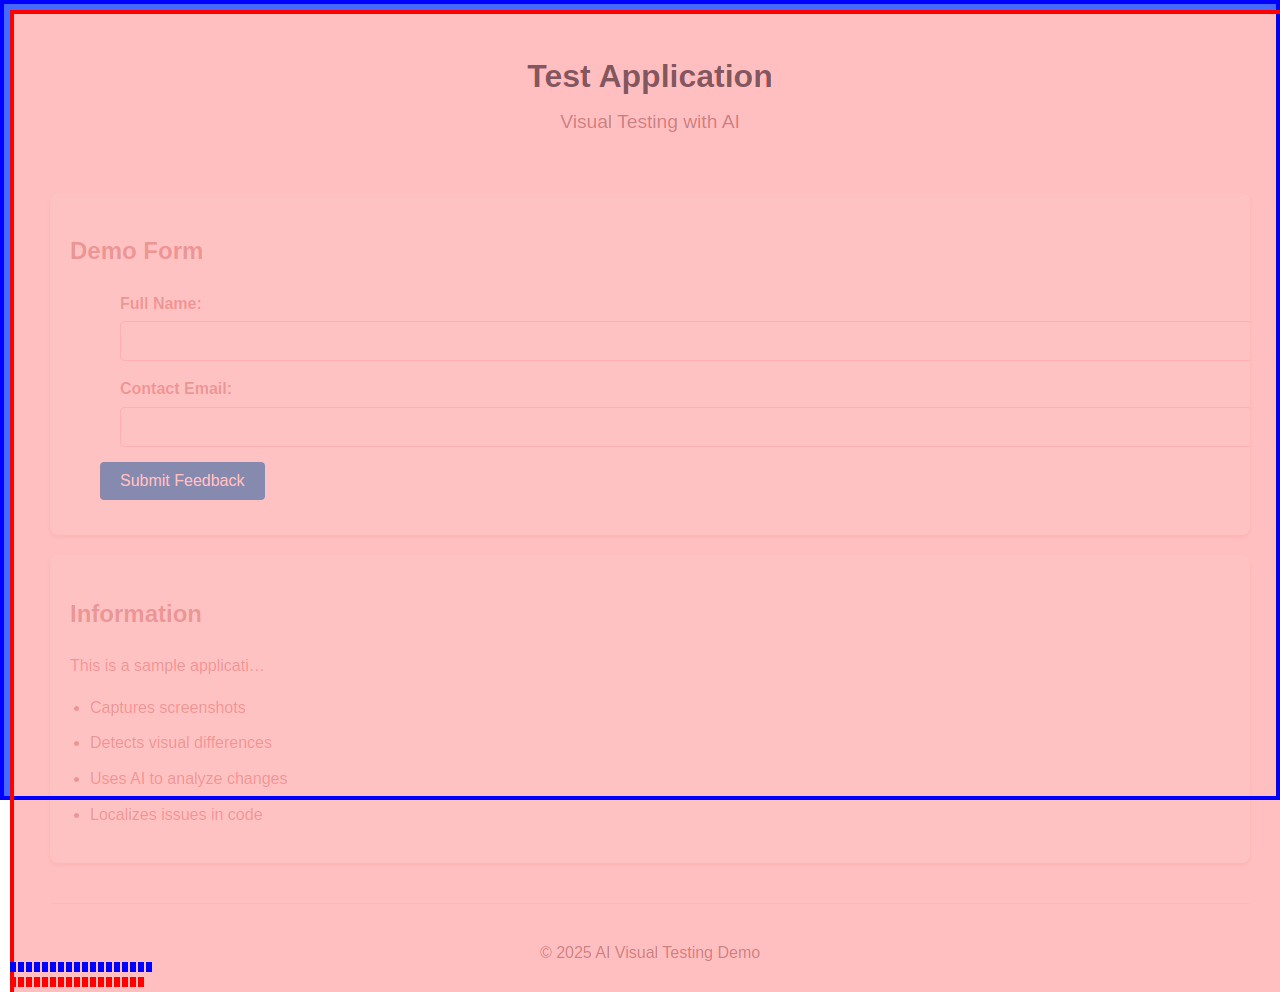 Test Application
Visual Testing with AI
Demo Form
Full Name:
Contact Email:
Submit Feedback
Information
This is a sample applicati…
• Captures screenshots
• Detects visual differences
• Uses AI to analyze changes
• Localizes issues in code
© 2025 AI Visual Testing Demo